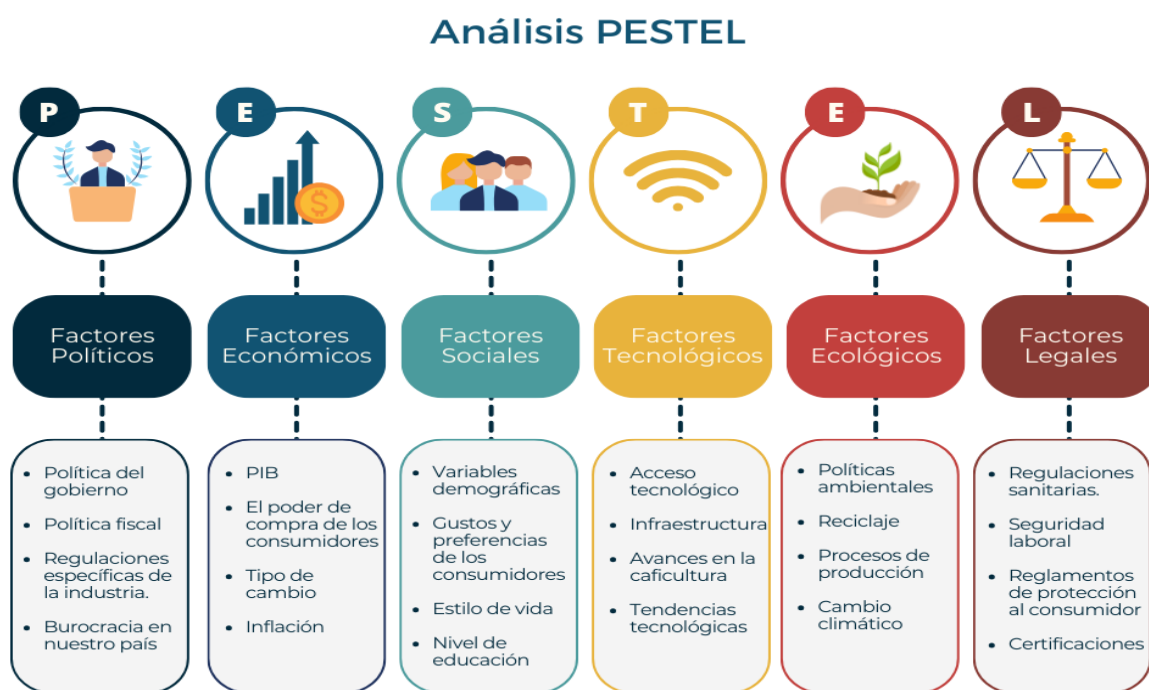 Análisis PESTEL
P
E
S
T
E
L
$
Factores
Políticos
Factores
Económicos
Factores
Sociales
Factores
Tecnológicos
Factores
Ecológicos
Factores
Legales
• Política del
gobierno
• Política fiscal
• Regulaciones
específicas de
la industria.
• Burocracia en
nuestro país
• PIB
• El poder de
compra de los
consumidores
• Tipo de
cambio
• Inflación
• Variables
demográficas
• Gustos y
preferencias
de los
consumidores
• Estilo de vida
• Nivel de
educación
• Acceso
tecnológico
• Infraestructura
• Avances en la
caficultura
• Tendencias
tecnológicas
• Políticas
ambientales
• Reciclaje
• Procesos de
producción
• Cambio
climático
• Regulaciones
sanitarias.
• Seguridad
laboral
• Reglamentos
de protección
al consumidor
• Certificaciones